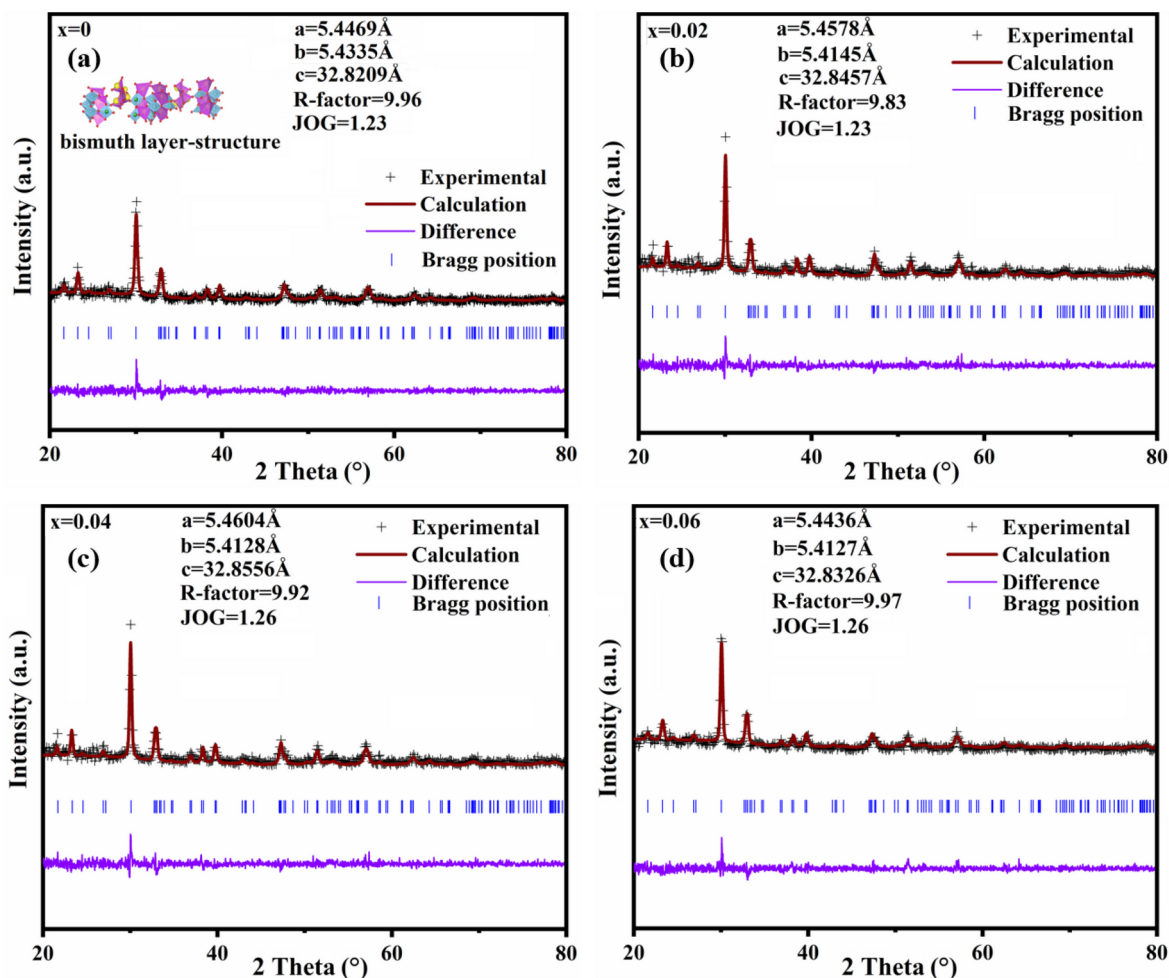 x=0
(a)
a=5.4469Å
b=5.4335Å
c=32.8209Å
R-factor=9.96
JOG=1.23
bismuth layer-structure
Experimental
Calculation
Difference
Bragg position
Intensity (a.u.)
20 40 60 80
2 Theta (°)
x=0.02
(b)
a=5.4578Å
b=5.4145Å
c=32.8457Å
R-factor=9.83
JOG=1.23
Experimental
Calculation
Difference
Bragg position
Intensity (a.u.)
20 40 60 80
2 Theta (°)
x=0.04
(c)
a=5.4604Å
b=5.4128Å
c=32.8556Å
R-factor=9.92
JOG=1.26
Experimental
Calculation
Difference
Bragg position
Intensity (a.u.)
20 40 60 80
2 Theta (°)
x=0.06
(d)
a=5.4436Å
b=5.4127Å
c=32.8326Å
R-factor=9.97
JOG=1.26
Experimental
Calculation
Difference
Bragg position
Intensity (a.u.)
20 40 60 80
2 Theta (°)